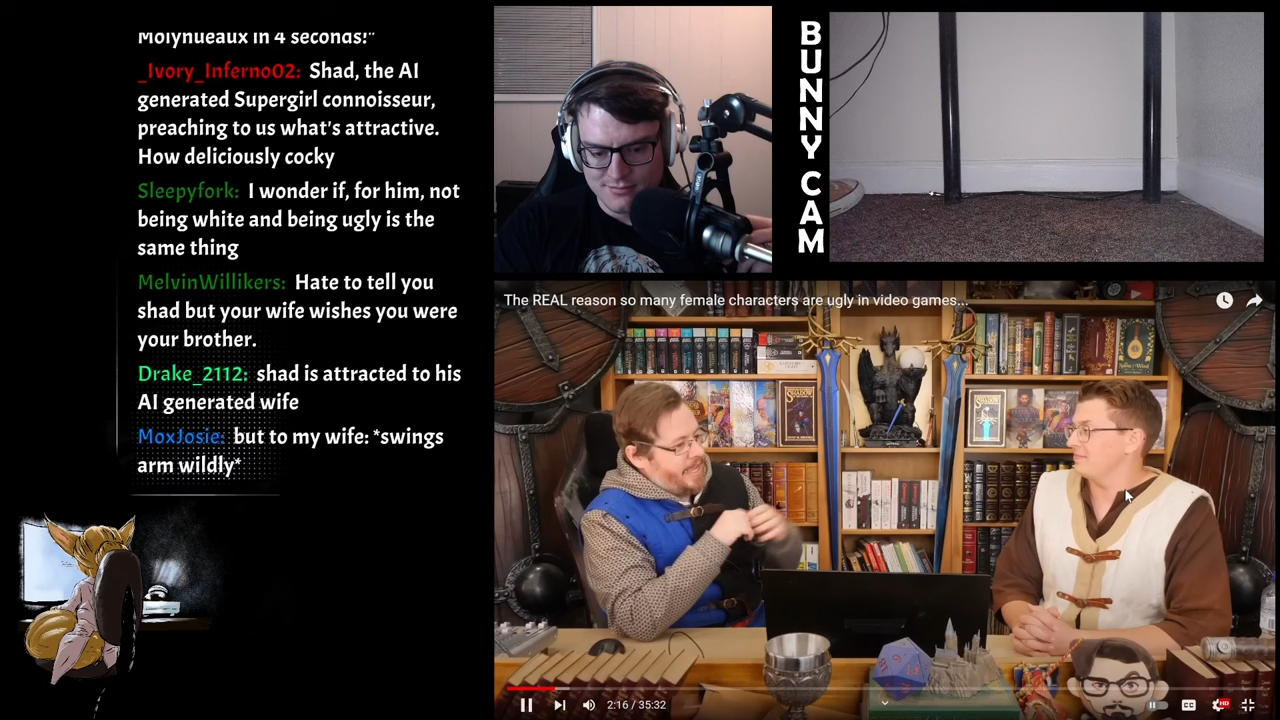 Molynueaux in 4 seconds!"
_Ivory_Inferno02: Shad, the AI
generated Supergirl connoisseur,
preaching to us what's attractive.
How deliciously cocky
Sleepyfork: I wonder if, for him, not
being white and being ugly is the
same thing
MelvinWillikers: Hate to tell you
shad but your wife wishes you were
your brother.
Drake_2112: shad is attracted to his
AI generated wife
MoxJosie: but to my wife: *swings
arm wildly*
BUNNY CAM
The REAL reason so many female characters are ugly in video games...
2:16 / 35:32
CC
HD